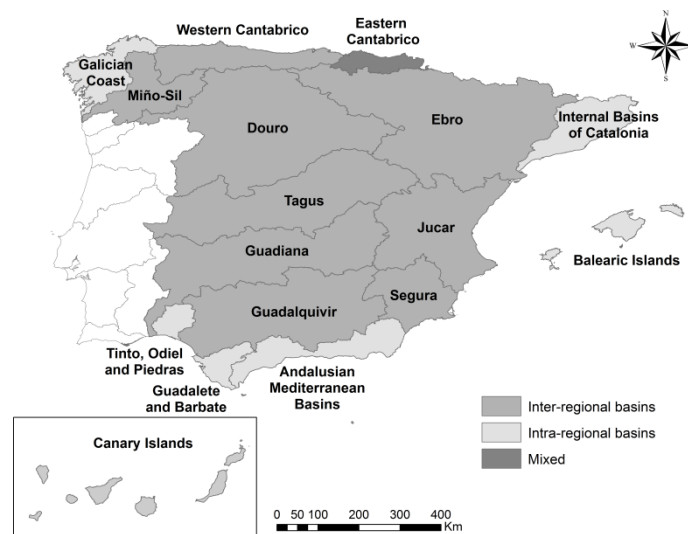 Western Cantabrico
Eastern
Cantabrico
N
W
E
S
Galician
Coast
Miño-Sil
Douro
Ebro
Internal Basins
of Catalonia
Tagus
Jucar
Guadiana
Balearic Islands
Segura
Guadalquivir
Tinto, Odiel
and Piedras
Guadalete
and Barbate
Andalusian
Mediterranean
Basins
Inter-regional basins
Intra-regional basins
Mixed
Canary Islands
0 50 100 200 300 400
Km